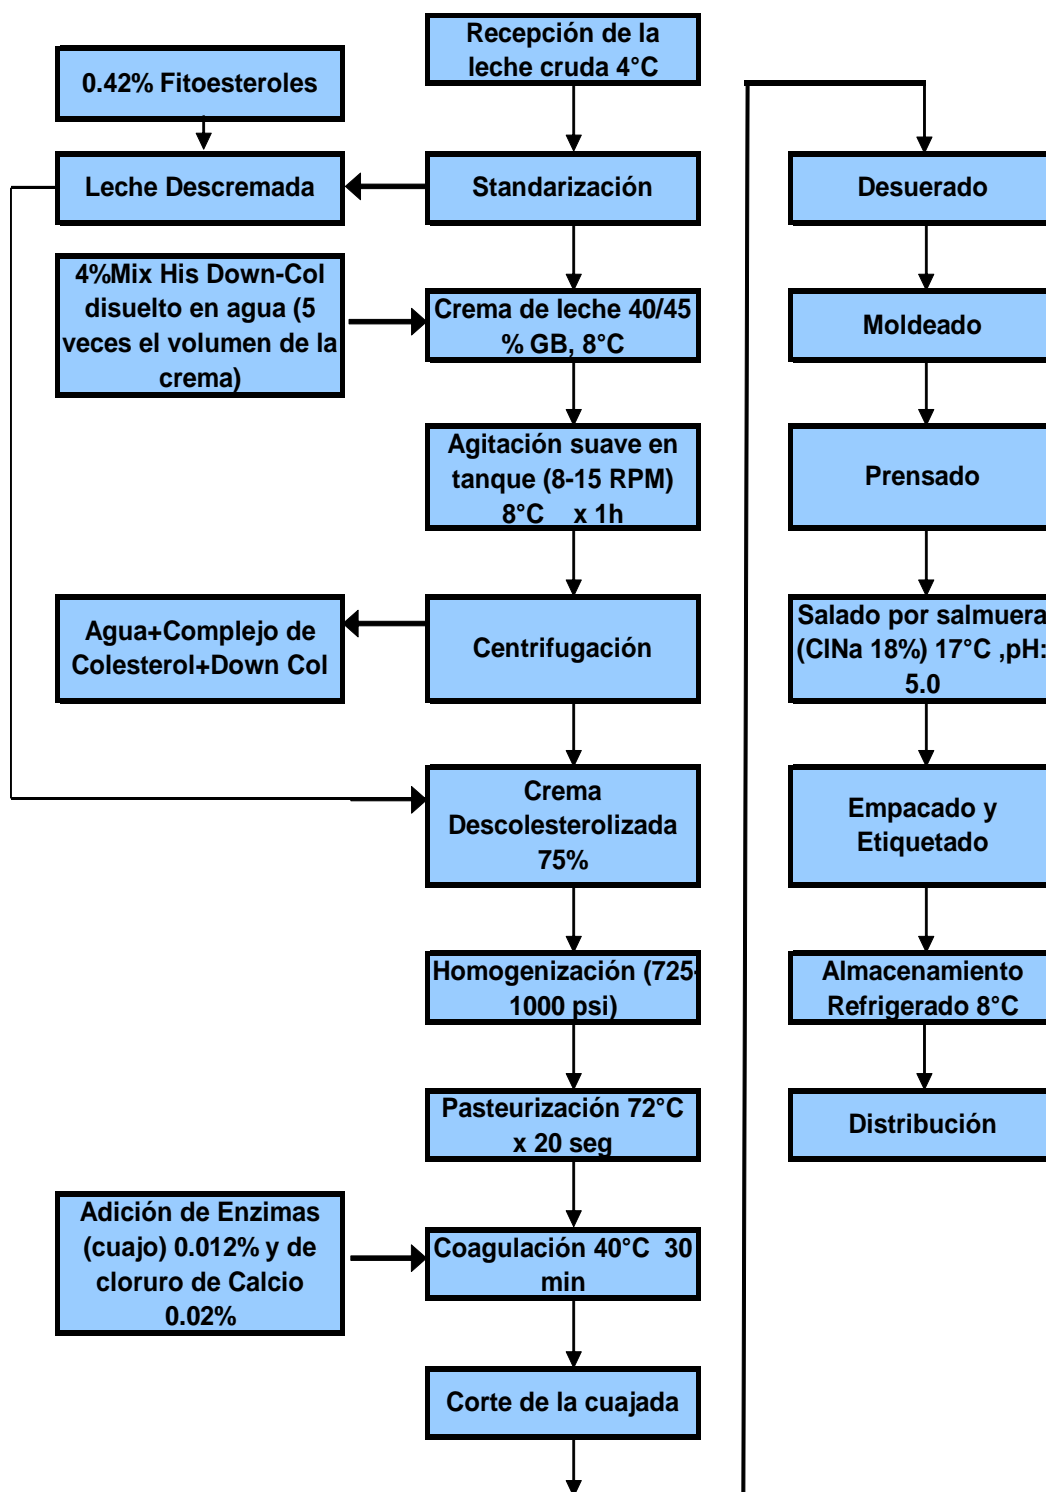 Recepción de la
leche cruda 4°C
0.42% Fitoesteroles
Leche Descremada
Standarización
4%Mix His Down-Col
disuelto en agua (5
veces el volumen de la
crema)
Crema de leche 40/45
% GB, 8°C
Agitación suave en
tanque (8-15 RPM)
8°C x 1h
Centrifugación
Agua+Complejo de
Colesterol+Down Col
Crema
Descolesterolizada
75%
Homogenización (725-
1000 psi)
Pasteurización 72°C
x 20 seg
Adición de Enzimas
(cuajo) 0.012% y de
cloruro de Calcio
0.02%
Coagulación 40°C 30
min
Corte de la cuajada
Desuerado
Moldeado
Prensado
Salado por salmuera
(ClNa 18%) 17°C ,pH:
5.0
Empacado y
Etiquetado
Almacenamiento
Refrigerado 8°C
Distribución